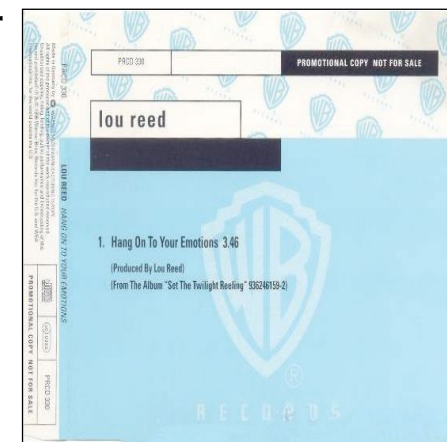 PRCD 330
PROMOTIONAL COPY NOT FOR SALE
lou reed
1. Hang On To Your Emotions 3.46
(Produced By Lou Reed)
(From The Album "Set The Twilight Reeling" 936246159-2)
RECORDS
PRCD 330
LOU REED HANG ON TO YOUR EMOTIONS
PROMOTIONAL COPY NOT FOR SALE
PRCD 330